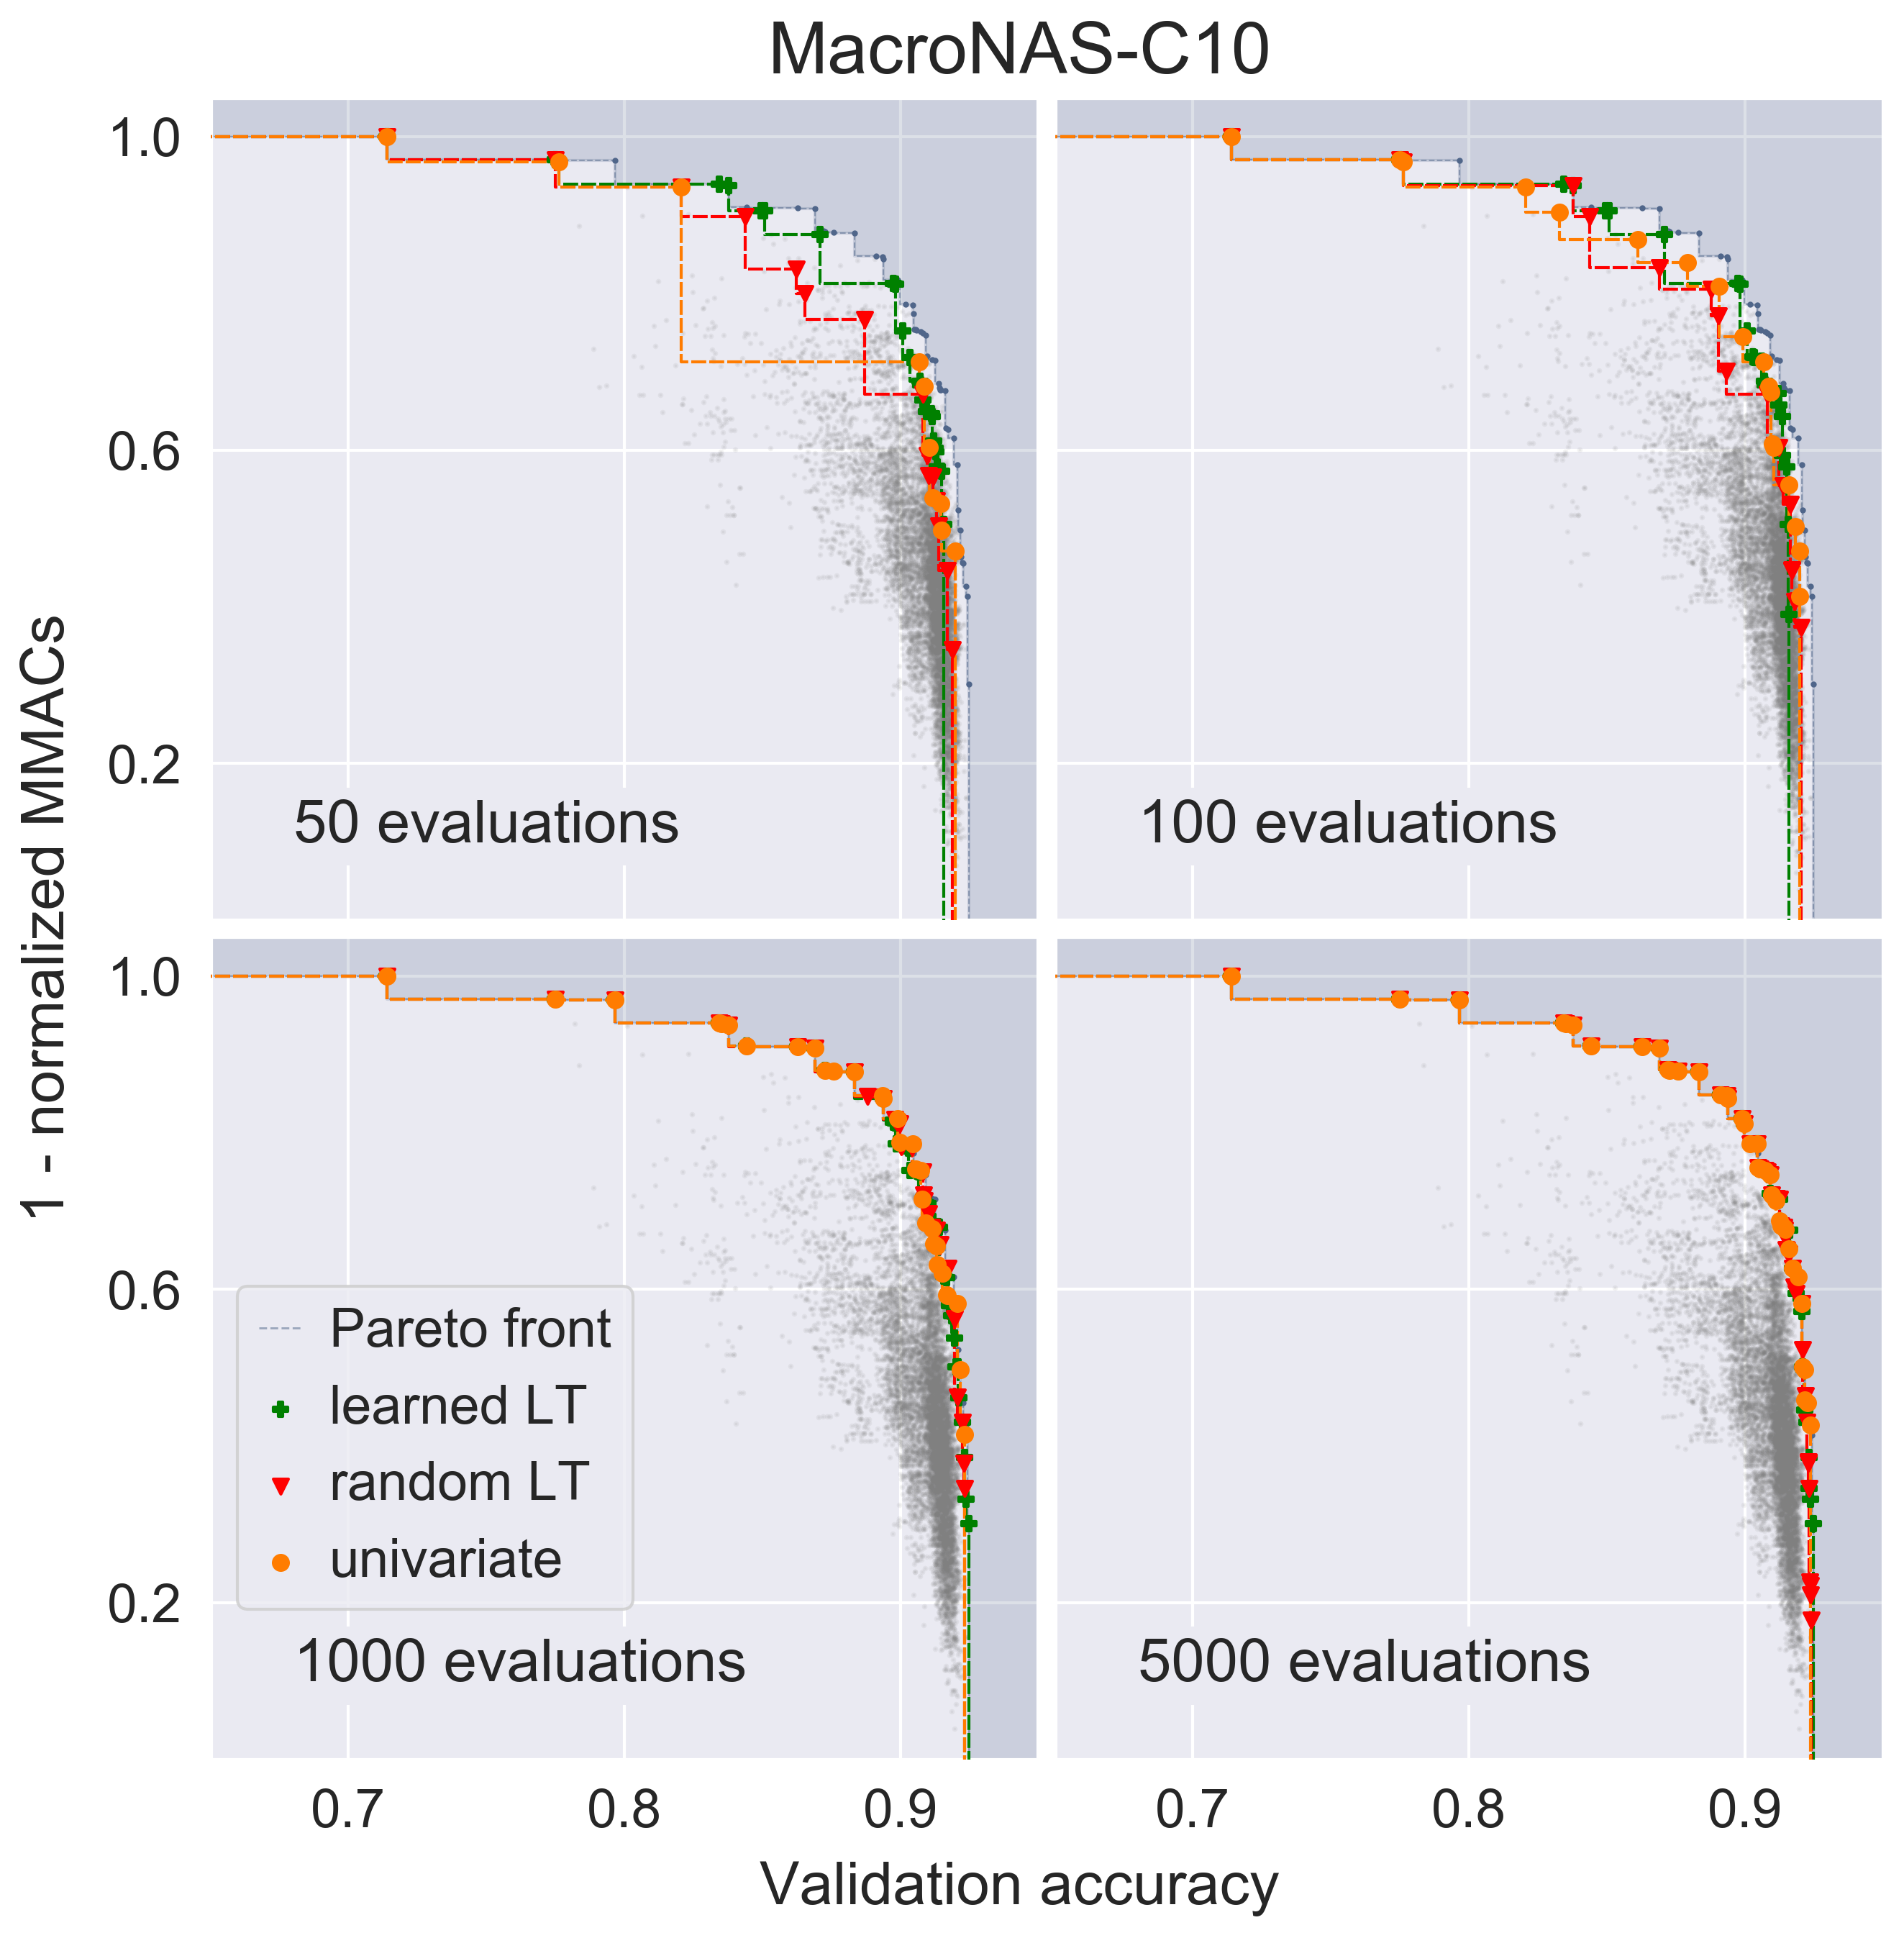 MacroNAS-C10
1 - normalized MMACs
1.0
0.6
0.2
50 evaluations
100 evaluations
1.0
0.6
0.2
Pareto front
learned LT
random LT
univariate
1000 evaluations
5000 evaluations
0.7 0.8 0.9 0.7 0.8 0.9
Validation accuracy